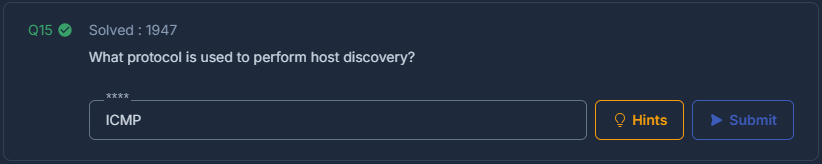 Q15 Solved : 1947
What protocol is used to perform host discovery?
****
ICMP Hints Submit